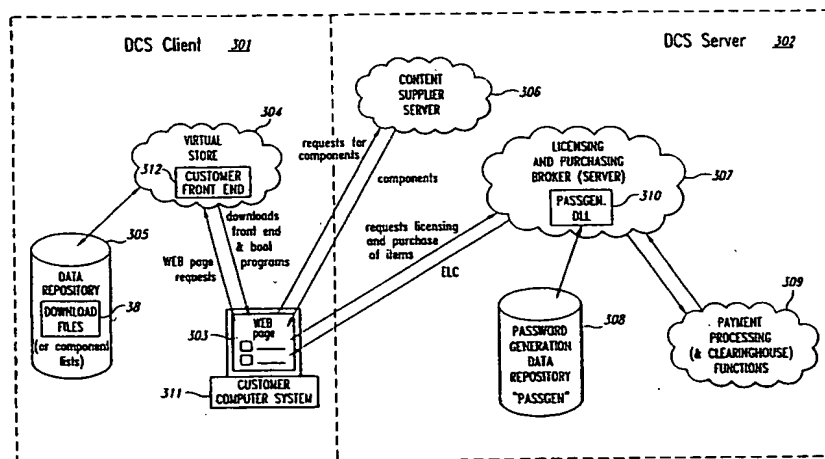 DCS Client 301
DCS Server 302
CONTENT
SUPPLIER
SERVER
306
304
VIRTUAL
STORE
312
CUSTOMER
FRONT END
requests for
components
components
LICENSING
AND PURCHASING
BROKER (SERVER)
307
PASSGEN.
DLL
310
305
DATA
REPOSITORY
DOWNLOAD
FILES
38
(or component
lists)
WEB page
requests
downloads
front end
& boot
programs
requests licensing
and purchase
of items
ELC
303
WEB
page
311
CUSTOMER
COMPUTER SYSTEM
PASSWORD
GENERATION
DATA
REPOSITORY
"PASSGEN"
308
309
PAYMENT
PROCESSING
(& CLEARINGHOUSE)
FUNCTIONS